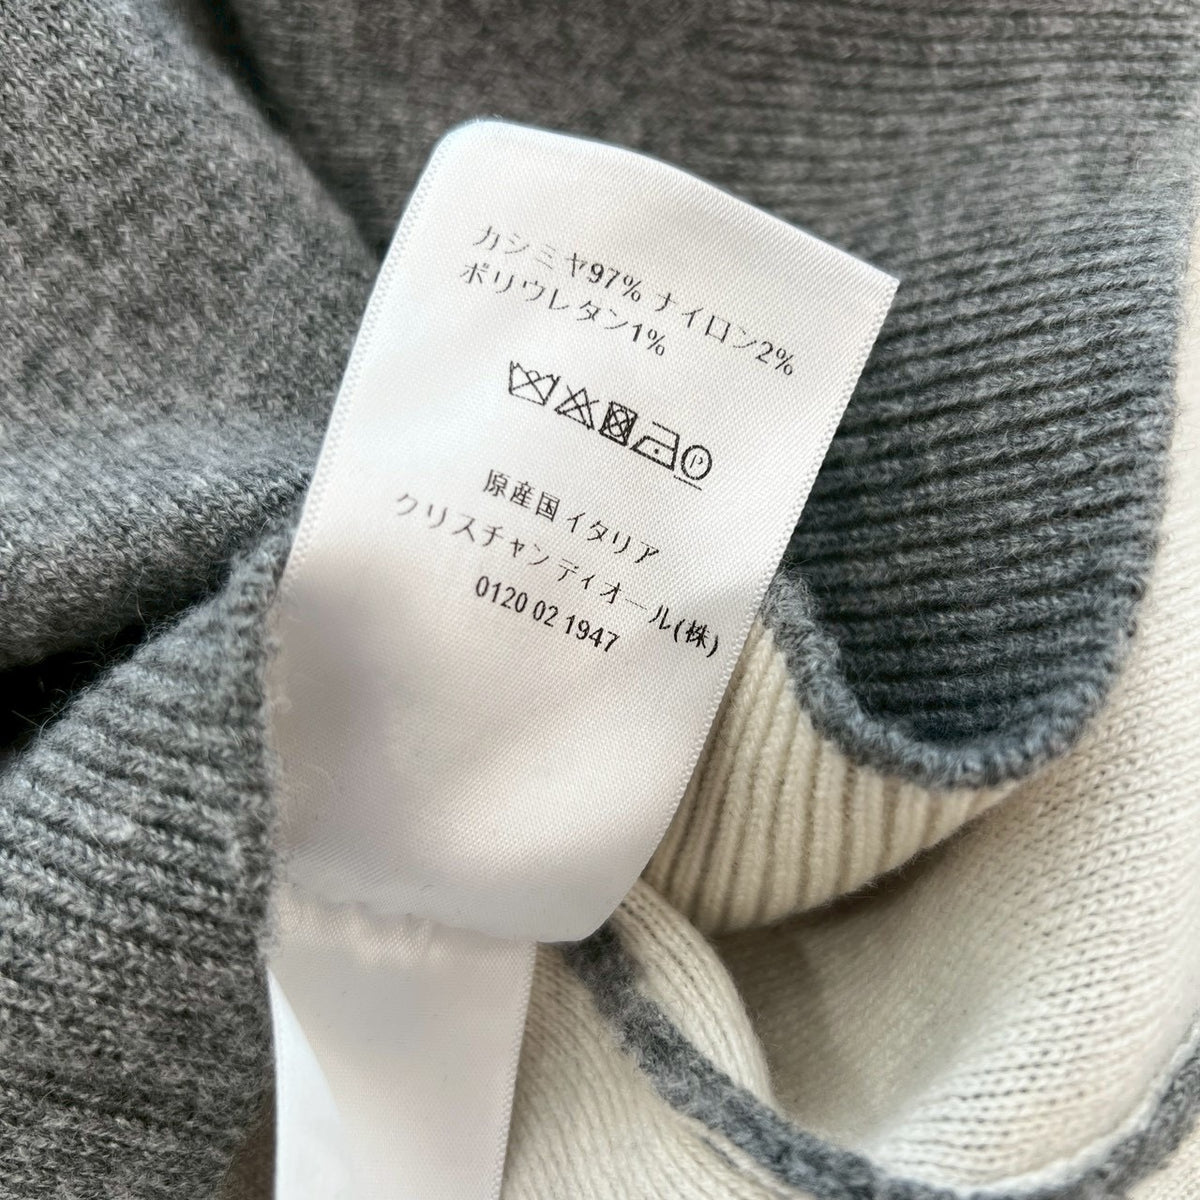 カシミヤ97% ナイロン2%
ポリウレタン1%
P
原産国 イタリア
クリスチャンディオール(株)
0120 02 1947